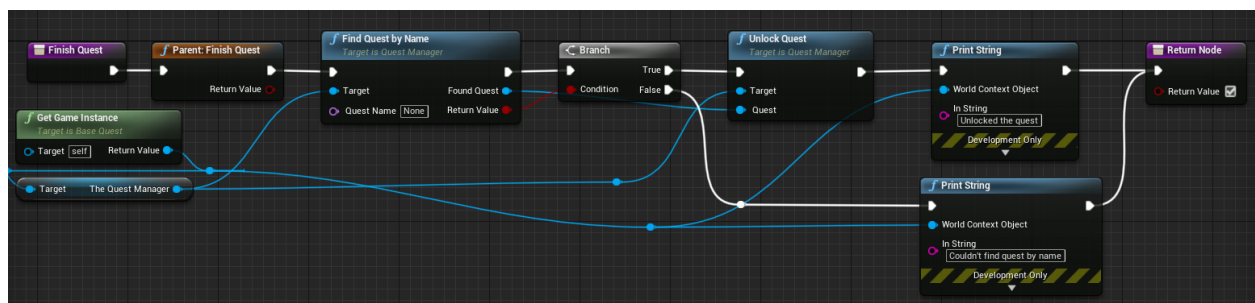 Finish Quest
Parent: Finish Quest
Return Value
Find Quest by Name
Target is Quest Manager
Target
Found Quest
Quest Name
None
Return Value
Branch
True
Condition
False
Unlock Quest
Target is Quest Manager
Target
Quest
Print String
World Context Object
In String
Unlocked the quest
Development Only
Return Node
Return Value
Get Game Instance
Target is Base Quest
Target
self
Return Value
Target
The Quest Manager
Print String
World Context Object
In String
Couldn't find quest by name
Development Only